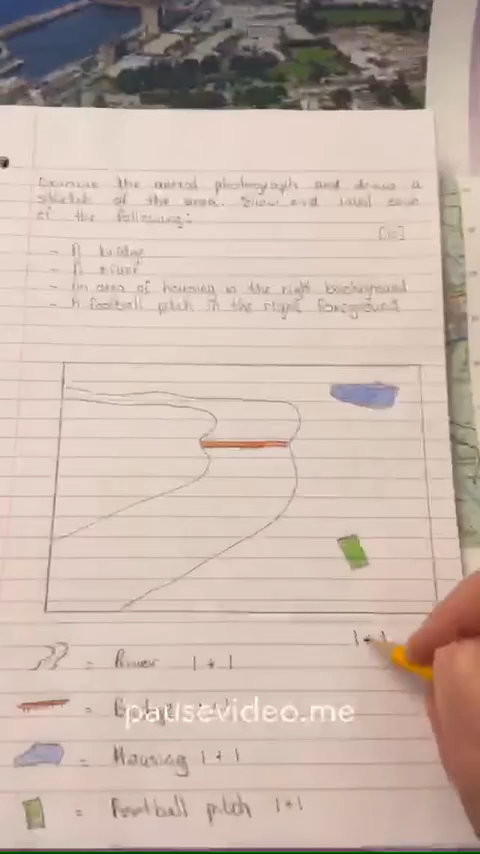 Examine the aerial photograph and draw a
sketch of the area. Show and label each
of the following:
[10]
- A bridge
- A river
- An area of housing in the right background
- A football pitch in the right foreground
1 + 1
= River 1 + 1
= Bridge
pausevideo.me
= Housing 1 + 1
= Football pitch 1+1